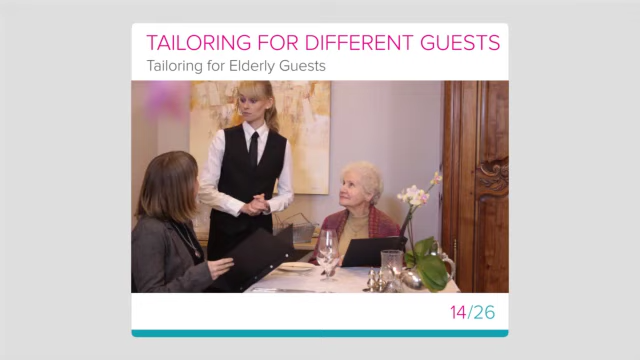 TAILORING FOR DIFFERENT GUESTS
Tailoring for Elderly Guests
14/26